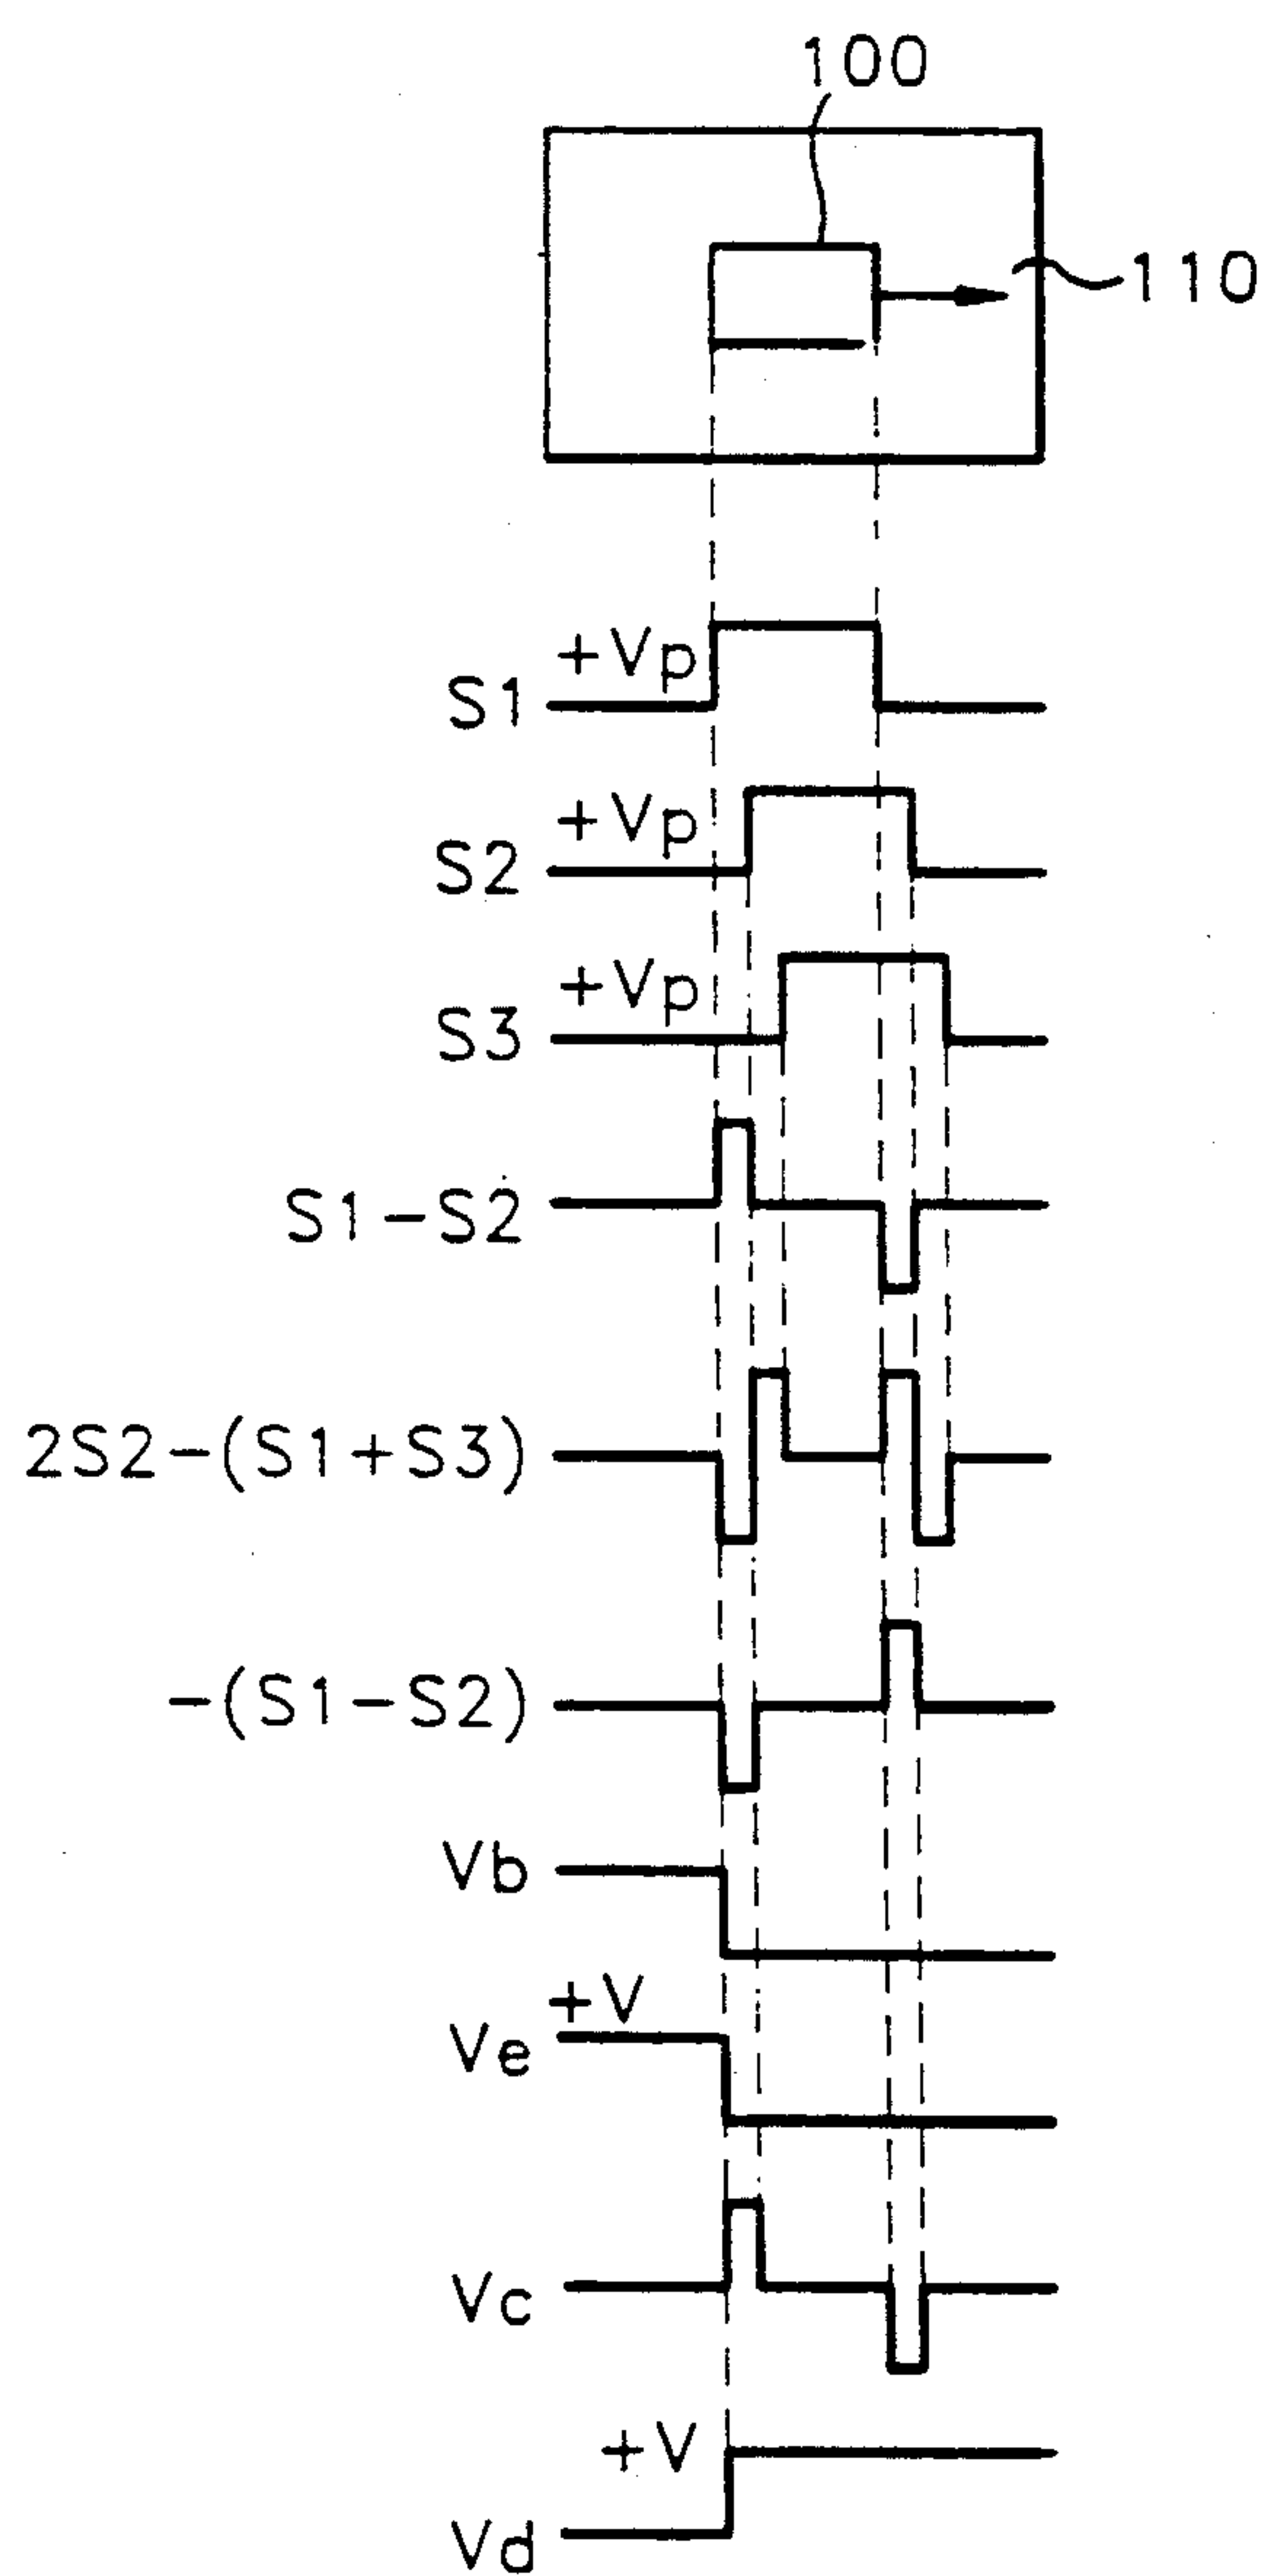 100
110
+Vp
S1
+Vp
S2
+Vp
S3
S1-S2
2S2-(S1+S3)
-(S1-S2)
Vb
+V
Ve
Vc
+V
Vd